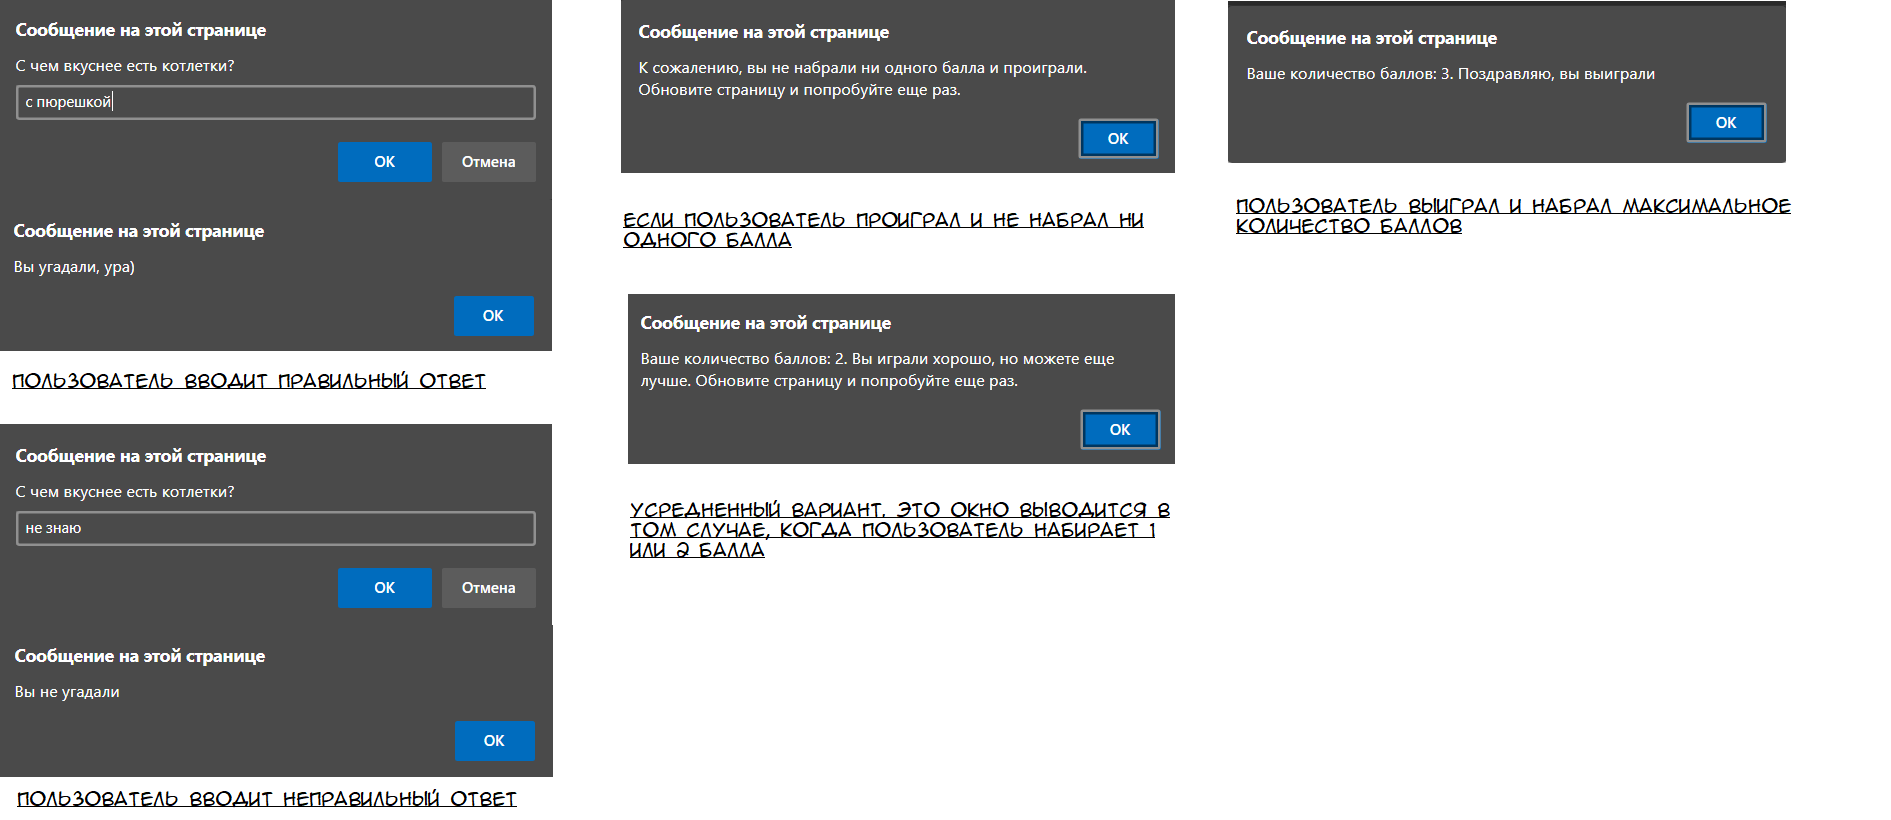 Сообщение на этой странице
С чем вкуснее есть котлетки?
с пюрешкой
ОК
Отмена
Сообщение на этой странице
Вы угадали, ура)
ОК
ПОЛЬЗОВАТЕЛЬ ВВОДИТ ПРАВИЛЬНЫЙ ОТВЕТ
Сообщение на этой странице
С чем вкуснее есть котлетки?
не знаю
ОК
Отмена
Сообщение на этой странице
Вы не угадали
ОК
ПОЛЬЗОВАТЕЛЬ ВВОДИТ НЕПРАВИЛЬНЫЙ ОТВЕТ
Сообщение на этой странице
К сожалению, вы не набрали ни одного балла и проиграли.
Обновите страницу и попробуйте еще раз.
ОК
ЕСЛИ ПОЛЬЗОВАТЕЛЬ ПРОИГРАЛ И НЕ НАБРАЛ НИ
ОДНОГО БАЛЛА
Сообщение на этой странице
Ваше количество баллов: 2. Вы играли хорошо, но можете еще
лучше. Обновите страницу и попробуйте еще раз.
ОК
УСРЕДНЕННЫЙ ВАРИАНТ. ЭТО ОКНО ВЫВОДИТСЯ В
ТОМ СЛУЧАЕ, КОГДА ПОЛЬЗОВАТЕЛЬ НАБИРАЕТ 1
ИЛИ 2 БАЛЛА
Сообщение на этой странице
Ваше количество баллов: 3. Поздравляю, вы выиграли
ОК
ПОЛЬЗОВАТЕЛЬ ВЫИГРАЛ И НАБРАЛ МАКСИМАЛЬНОЕ
КОЛИЧЕСТВО БАЛЛОВ